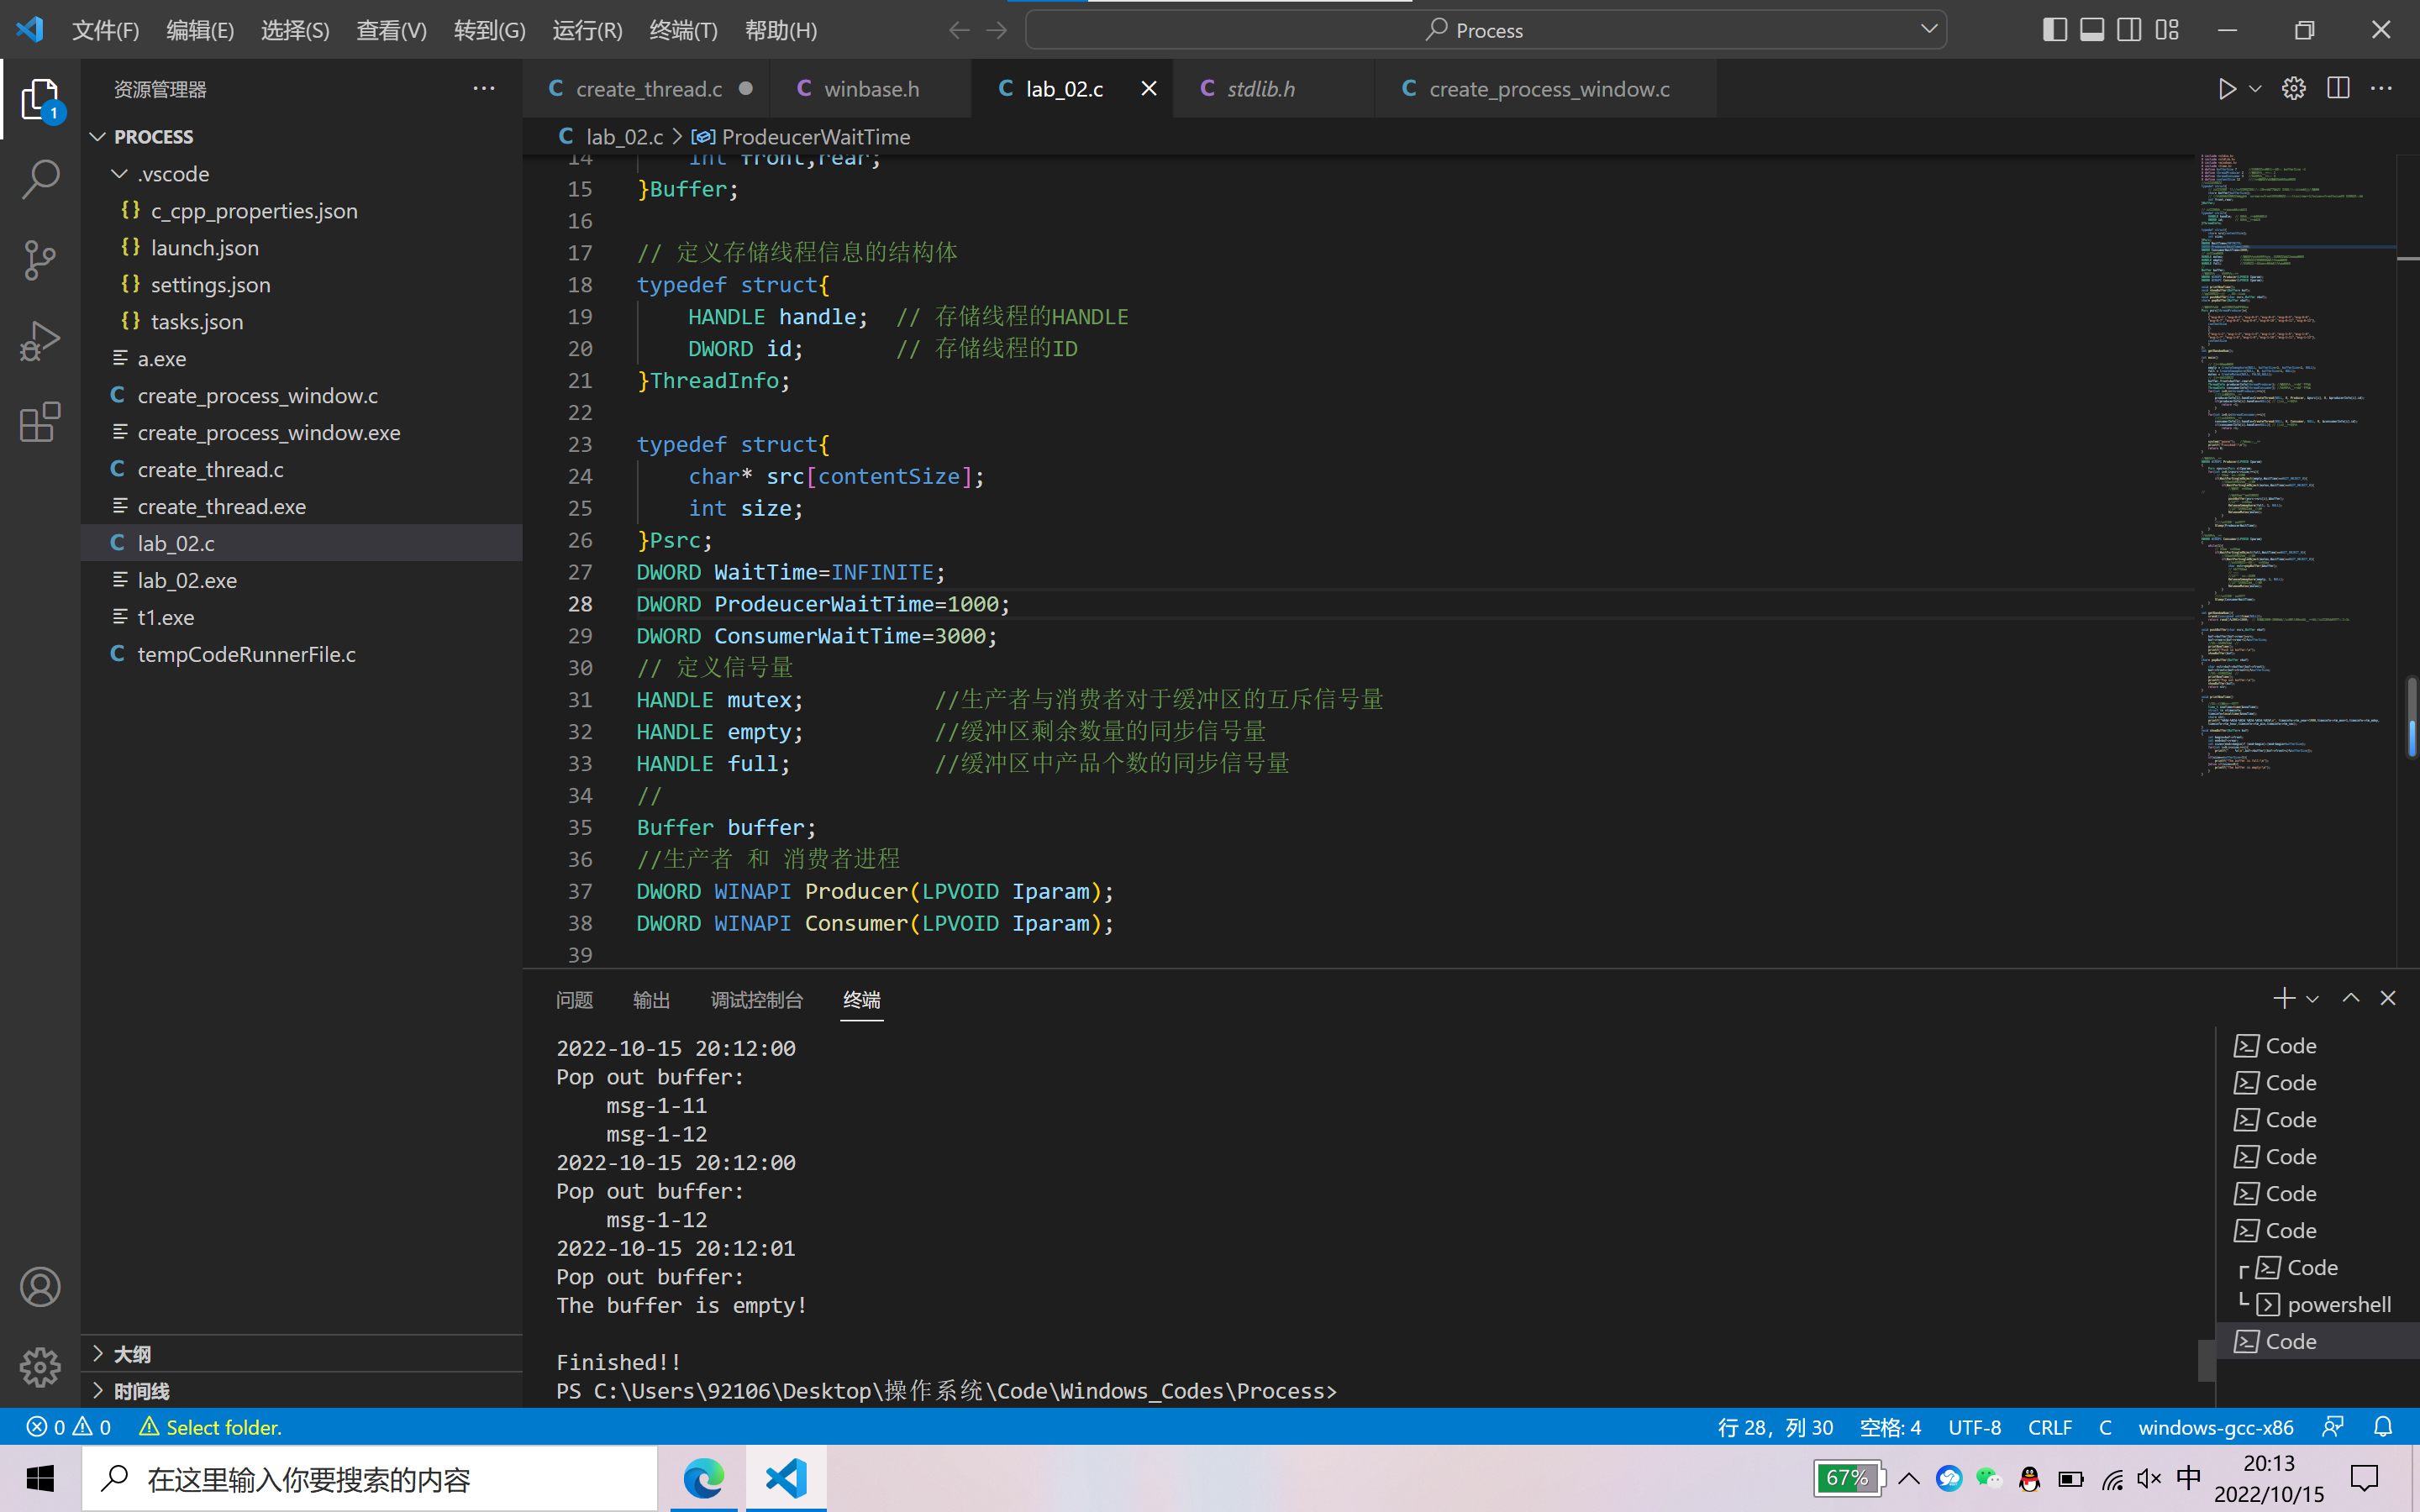 文件(F) 编辑(E) 选择(S) 查看(V) 转到(G) 运行(R) 终端(T) 帮助(H) Process
资源管理器
create_thread.c winbase.h lab_02.c stdlib.h create_process_window.c
lab_02.c > ProdeucerWaitTime
1
PROCESS
.vscode
c_cpp_properties.json
launch.json
settings.json
tasks.json
a.exe
create_process_window.c
create_process_window.exe
create_thread.c
create_thread.exe
lab_02.c
lab_02.exe
t1.exe
tempCodeRunnerFile.c
大纲
时间线
14 int front,rear;
15 }Buffer;
16
17 // 定义存储线程信息的结构体
18 typedef struct{
19 HANDLE handle; // 存储线程的HANDLE
20 DWORD id; // 存储线程的ID
21 }ThreadInfo;
22
23 typedef struct{
24 char* src[contentSize];
25 int size;
26 }Psrc;
27 DWORD WaitTime=INFINITE;
28 DWORD ProdeucerWaitTime=1000;
29 DWORD ConsumerWaitTime=3000;
30 // 定义信号量
31 HANDLE mutex; //生产者与消费者对于缓冲区的互斥信号量
32 HANDLE empty; //缓冲区剩余数量的同步信号量
33 HANDLE full; //缓冲区中产品个数的同步信号量
34 //
35 Buffer buffer;
36 //生产者 和 消费者进程
37 DWORD WINAPI Producer(LPVOID Iparam);
38 DWORD WINAPI Consumer(LPVOID Iparam);
39
问题 输出 调试控制台 终端
2022-10-15 20:12:00
Pop out buffer:
msg-1-11
msg-1-12
2022-10-15 20:12:00
Pop out buffer:
msg-1-12
2022-10-15 20:12:01
Pop out buffer:
The buffer is empty!
Finished!!
PS C:\Users\92106\Desktop\操作系统\Code\Windows_Codes\Process>
Code
Code
Code
Code
Code
Code
Code
powershell
Code
0 0 Select folder. 行 28，列 30 空格: 4 UTF-8 CRLF C windows-gcc-x86
在这里输入你要搜索的内容
67% 中
20:13
2022/10/15